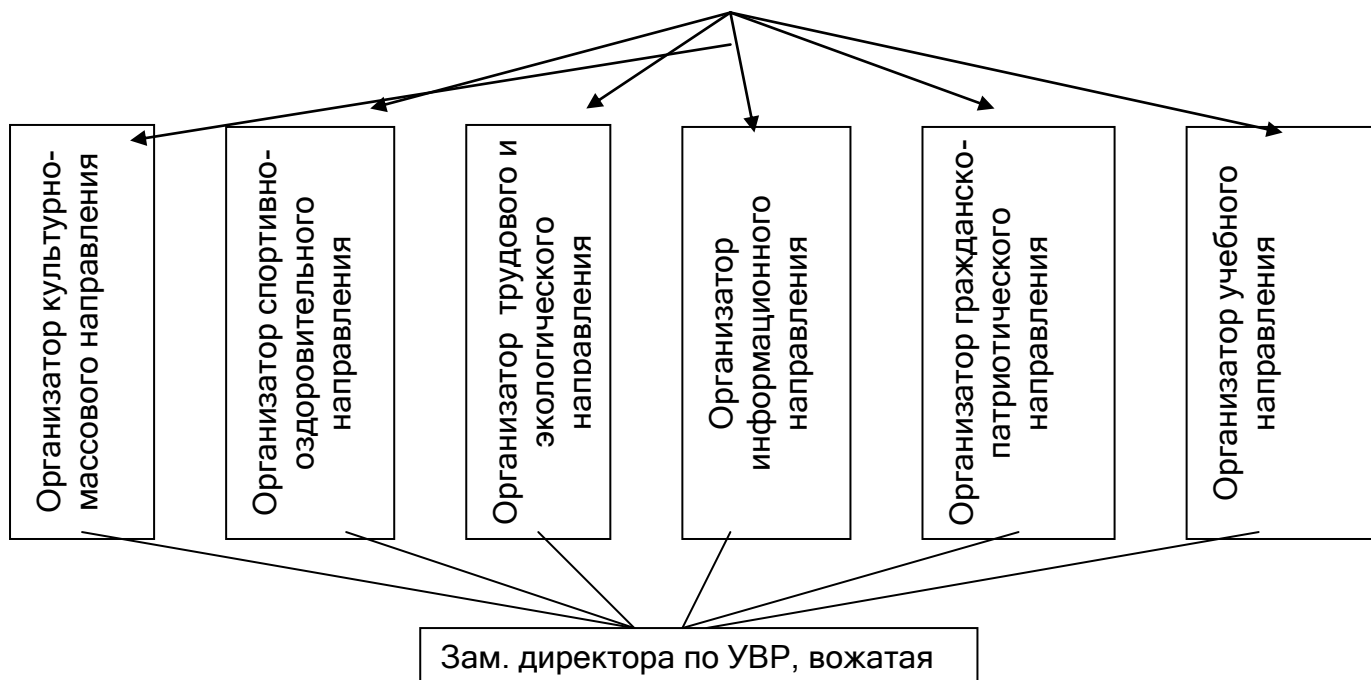 Организатор культурно-
массового направления
Организатор спортивно-
оздоровительного
направления
Организатор трудового и
экологического
направления
Организатор
информационного
направления
Организатор гражданско-
патриотического
направления
Организатор учебного
направления
Зам. директора по УВР, вожатая